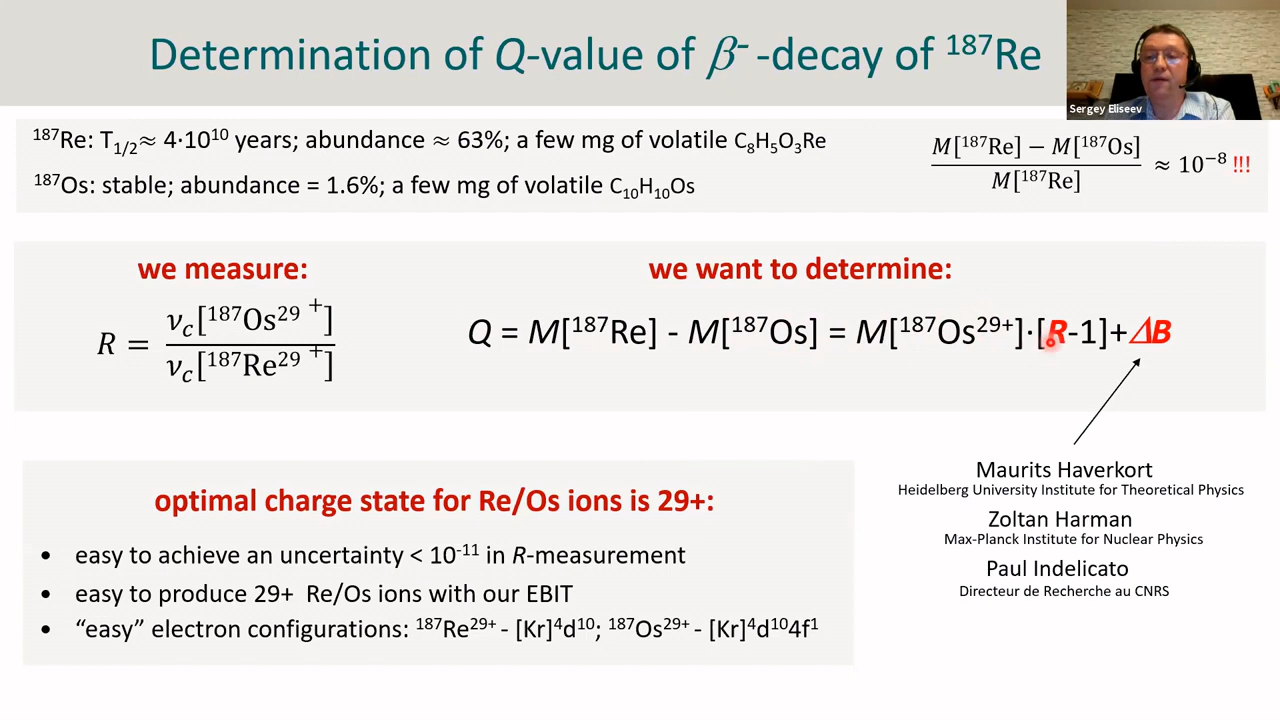 Determination of Q-value of β⁻-decay of ¹⁸⁷Re
Sergey Eliseev
¹⁸⁷Re: T₁/₂≈ 4·10¹⁰ years; abundance ≈ 63%; a few mg of volatile C₈H₅O₃Re
¹⁸⁷Os: stable; abundance = 1.6%; a few mg of volatile C₁₀H₁₀Os
M[¹⁸⁷Re] − M[¹⁸⁷Os]
M[¹⁸⁷Re]
≈ 10⁻⁸ !!!
we measure:
R = ν_c[¹⁸⁷Os²⁹⁺] / ν_c[¹⁸⁷Re²⁹⁺]
we want to determine:
Q = M[¹⁸⁷Re] - M[¹⁸⁷Os] = M[¹⁸⁷Os²⁹⁺]·[R-1]+ΔB
optimal charge state for Re/Os ions is 29+:
• easy to achieve an uncertainty < 10⁻¹¹ in R-measurement
• easy to produce 29+ Re/Os ions with our EBIT
• “easy” electron configurations: ¹⁸⁷Re²⁹⁺ - [Kr]⁴d¹⁰; ¹⁸⁷Os²⁹⁺ - [Kr]⁴d¹⁰4f¹
Maurits Haverkort
Heidelberg University Institute for Theoretical Physics
Zoltan Harman
Max-Planck Institute for Nuclear Physics
Paul Indelicato
Directeur de Recherche au CNRS